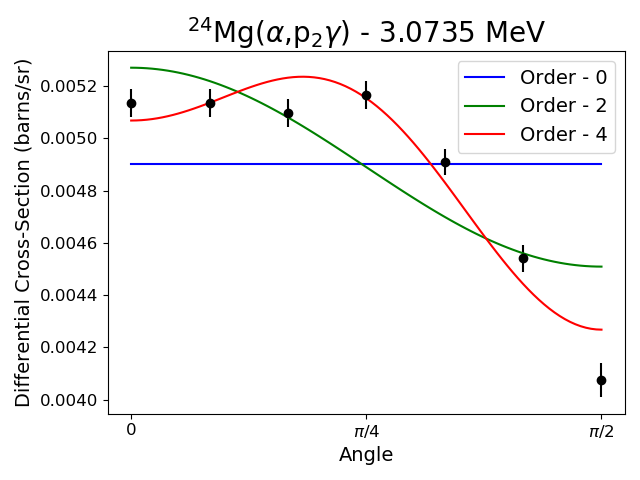 ²⁴Mg(α,p₂γ) - 3.0735 MeV
Order - 0
Order - 2
Order - 4
Differential Cross-Section (barns/sr)
0.0052
0.0050
0.0048
0.0046
0.0044
0.0042
0.0040
0 π/4 π/2
Angle